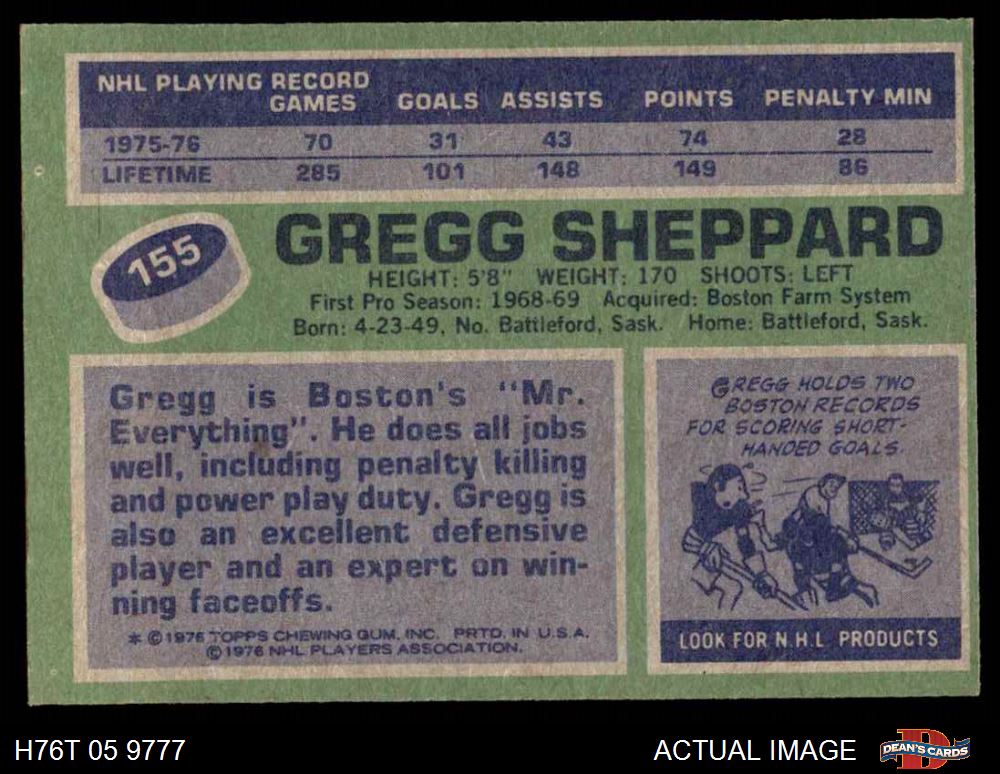 NHL PLAYING RECORD
GAMES GOALS ASSISTS POINTS PENALTY MIN
1975-76 70 31 43 74 28
LIFETIME 285 101 148 149 86
155
GREGG SHEPPARD
HEIGHT: 5'8" WEIGHT: 170 SHOOTS: LEFT
First Pro Season: 1968-69 Acquired: Boston Farm System
Born: 4-23-49, No. Battleford, Sask. Home: Battleford, Sask.
Gregg is Boston's "Mr.
Everything". He does all jobs
well, including penalty killing
and power play duty. Gregg is
also an excellent defensive
player and an expert on win-
ning faceoffs.
* © 1976 TOPPS CHEWING GUM, INC. PRTD. IN U.S.A.
© 1976 NHL PLAYERS ASSOCIATION.
GREGG HOLDS TWO
BOSTON RECORDS
FOR SCORING SHORT-
HANDED GOALS.
LOOK FOR N.H.L PRODUCTS
H76T 05 9777
ACTUAL IMAGE
DEAN'S CARDS